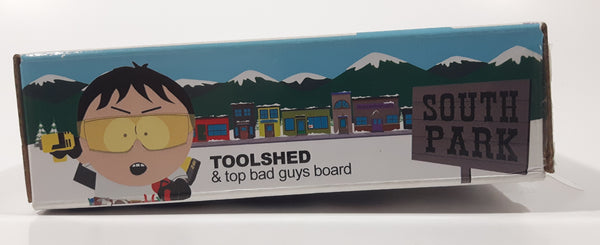 TOOLSHED
& top bad guys board
SOUTH
PARK